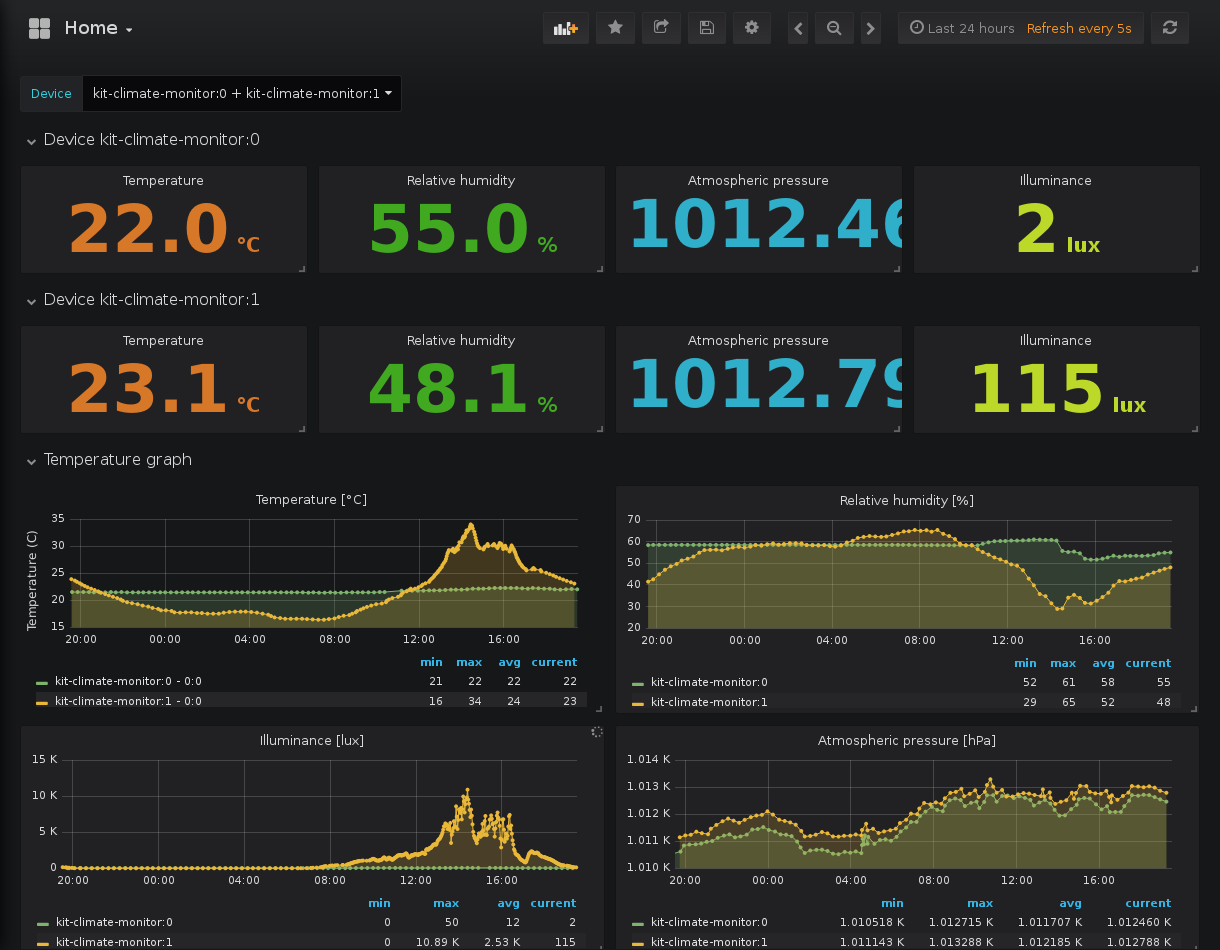 Home
Last 24 hours Refresh every 5s
Device kit-climate-monitor:0 + kit-climate-monitor:1
Device kit-climate-monitor:0
Temperature Relative humidity Atmospheric pressure Illuminance
22.0 °C 55.0 % 1012.46 2 lux
Device kit-climate-monitor:1
Temperature Relative humidity Atmospheric pressure Illuminance
23.1 °C 48.1 % 1012.79 115 lux
Temperature graph
Temperature [°C]
Temperature (C)
35
30
25
20
15
20:00 00:00 04:00 08:00 12:00 16:00
min max avg current
kit-climate-monitor:0 - 0:0 21 22 22 22
kit-climate-monitor:1 - 0:0 16 34 24 23
Relative humidity [%]
70
60
50
40
30
20
20:00 00:00 04:00 08:00 12:00 16:00
min max avg current
kit-climate-monitor:0 52 61 58 55
kit-climate-monitor:1 29 65 52 48
Illuminance [lux]
15 K
10 K
5 K
0
20:00 00:00 04:00 08:00 12:00 16:00
min max avg current
kit-climate-monitor:0 0 50 12 2
kit-climate-monitor:1 0 10.89 K 2.53 K 115
Atmospheric pressure [hPa]
1.014 K
1.013 K
1.012 K
1.011 K
1.010 K
20:00 00:00 04:00 08:00 12:00 16:00
min max avg current
kit-climate-monitor:0 1.010518 K 1.012715 K 1.011707 K 1.012460 K
kit-climate-monitor:1 1.011143 K 1.013288 K 1.012185 K 1.012788 K